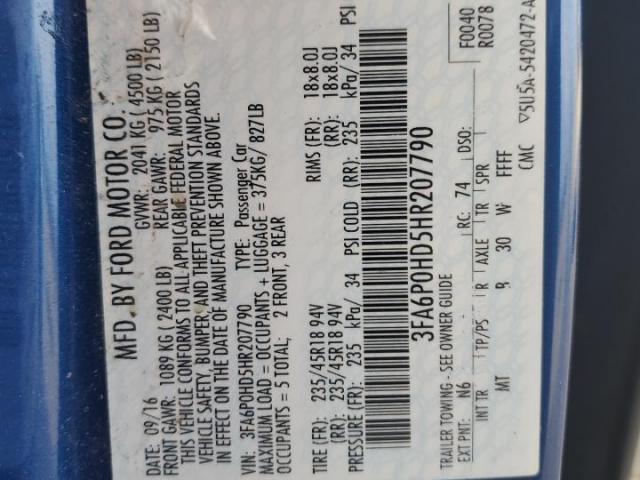 MFD. BY FORD MOTOR CO.
DATE: 09/16 GVWR: 2041 KG ( 4500 LB)
FRONT GAWR: 1089 KG ( 2400 LB) REAR GAWR: 975 KG ( 2150 LB)
THIS VEHICLE CONFORMS TO ALL APPLICABLE FEDERAL MOTOR
VEHICLE SAFETY, BUMPER, AND THEFT PREVENTION STANDARDS
IN EFFECT ON THE DATE OF MANUFACTURE SHOWN ABOVE.
VIN: 3FA6P0HD5HR207790 TYPE: Passenger Car
MAXIMUM LOAD = OCCUPANTS + LUGGAGE = 375KG/ 827LB
OCCUPANTS = 5 TOTAL; 2 FRONT, 3 REAR
TIRE (FR): 235/45R18 94V RIMS (FR): 18x8.0J
(RR): 235/45R18 94V (RR): 18x8.0J
PRESSURE (FR): 235 kPa/ 34 PSI COLD (RR): 235 kPa/ 34 PSI
3FA6P0HD5HR207790
F0040
R0078
TRAILER TOWING - SEE OWNER GUIDE
EXT PNT: N6 RC: 74 DSO:
INT TR TP/PS R AXLE TR SPR
MT B 30 W FFFF
CMC ▽5U5A-5420472-A